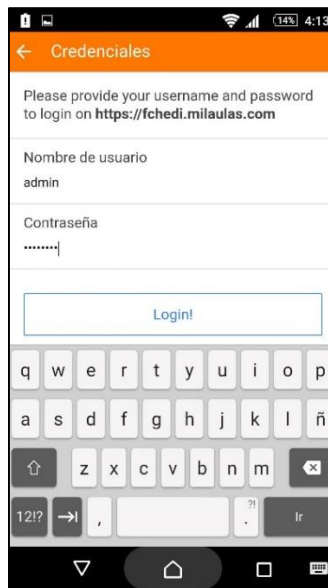 14% 4:13
Credenciales
Please provide your username and password
to login on https://fchedi.milaulas.com
Nombre de usuario
admin
Contraseña
••••••••
Login!
q w e r t y u i o p
a s d f g h j k l ñ
z x c v b n m
12!? , ?! . Ir